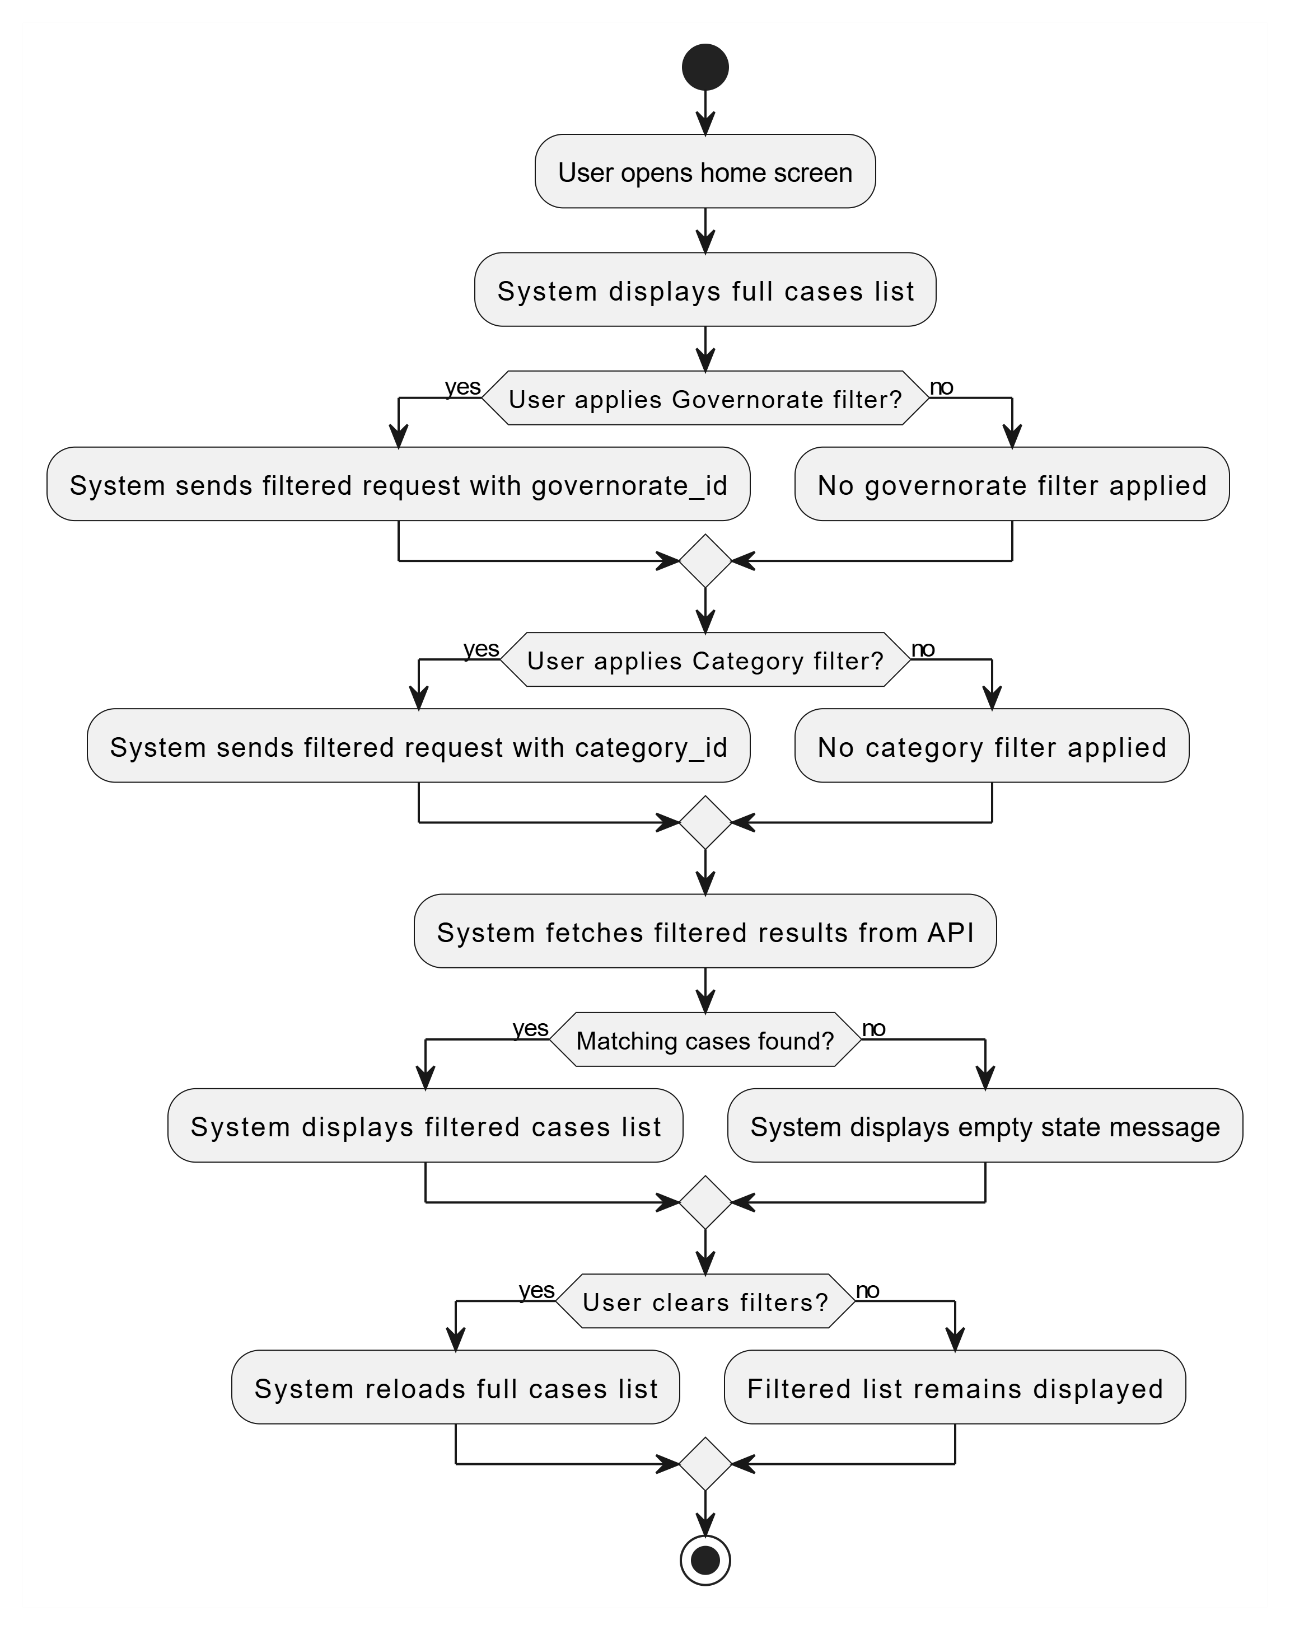 User opens home screen
System displays full cases list
yes
User applies Governorate filter?
no
System sends filtered request with governorate_id
No governorate filter applied
yes
User applies Category filter?
no
System sends filtered request with category_id
No category filter applied
System fetches filtered results from API
yes
Matching cases found?
no
System displays filtered cases list
System displays empty state message
yes
User clears filters?
no
System reloads full cases list
Filtered list remains displayed